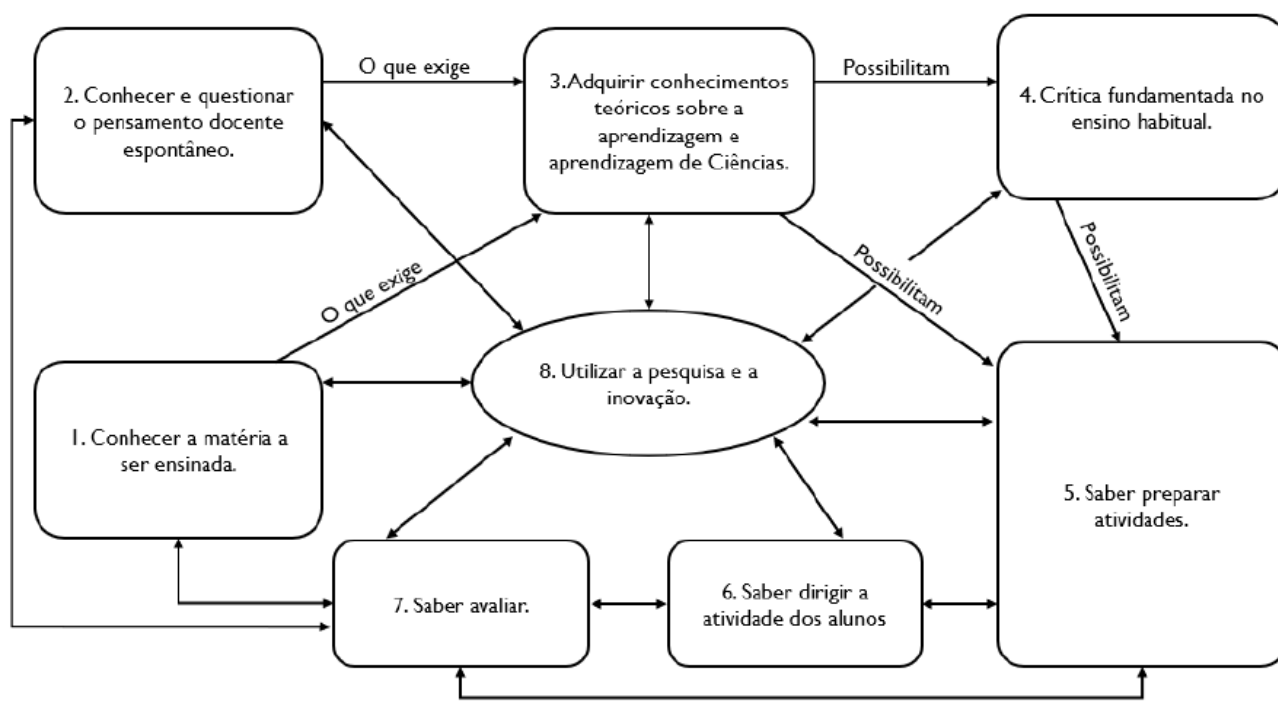 2. Conhecer e questionar
o pensamento docente
espontâneo.
O que exige
3.Adquirir conhecimentos
teóricos sobre a
aprendizagem e
aprendizagem de Ciências.
Possibilitam
4. Crítica fundamentada no
ensino habitual.
O que exige
Possibilitam
Possibilitam
1. Conhecer a matéria a
ser ensinada.
8. Utilizar a pesquisa e a
inovação.
5. Saber preparar
atividades.
7. Saber avaliar.
6. Saber dirigir a
atividade dos alunos